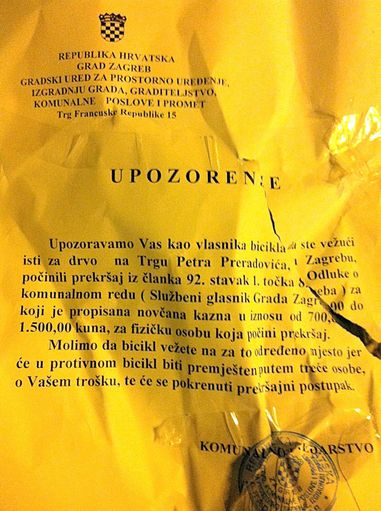 REPUBLIKA HRVATSKA
GRAD ZAGREB
GRADSKI URED ZA PROSTORNO UREĐENJE,
IZGRADNJU GRADA, GRADITELJSTVO,
KOMUNALNE POSLOVE I PROMET
Trg Francuske Republike 15
UPOZORENJE
Upozoravamo Vas kao vlasnika bicikla da ste vežući
isti za drvo na Trgu Petra Preradovića, u Zagrebu,
počinili prekršaj iz članka 92. stavak 1. točka 8. Odluke o
komunalnom redu ( Službeni glasnik Grada Zagreba ) za
koji je propisana novčana kazna u iznosu od 700,00 do
1.500,00 kuna, za fizičku osobu koja počini prekršaj.
Molimo da bicikl vežete na za to određeno mjesto jer
će u protivnom bicikl biti premješten putem treće osobe,
o Vašem trošku, te će se pokrenuti prekršajni postupak.
KOMUNALNO REDARSTVO